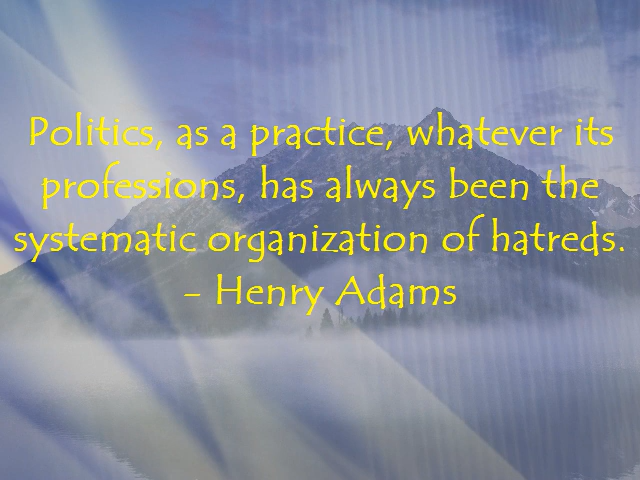 Politics, as a practice, whatever its
professions, has always been the
systematic organization of hatreds.
- Henry Adams